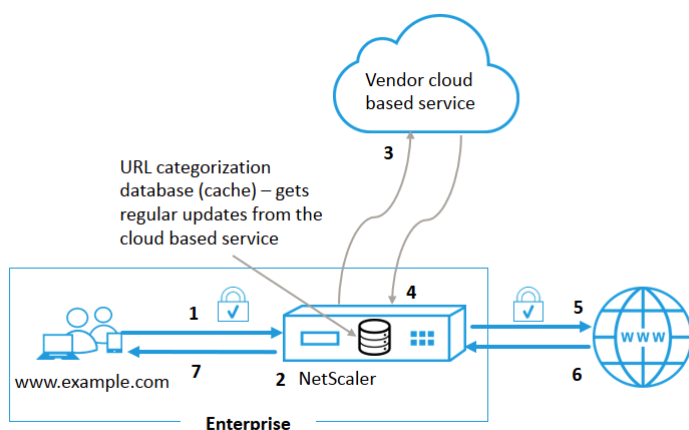 Vendor cloud
based service
3
URL categorization
database (cache) – gets
regular updates from the
cloud based service
4
1
5
WWW
7
2
NetScaler
6
www.example.com
Enterprise